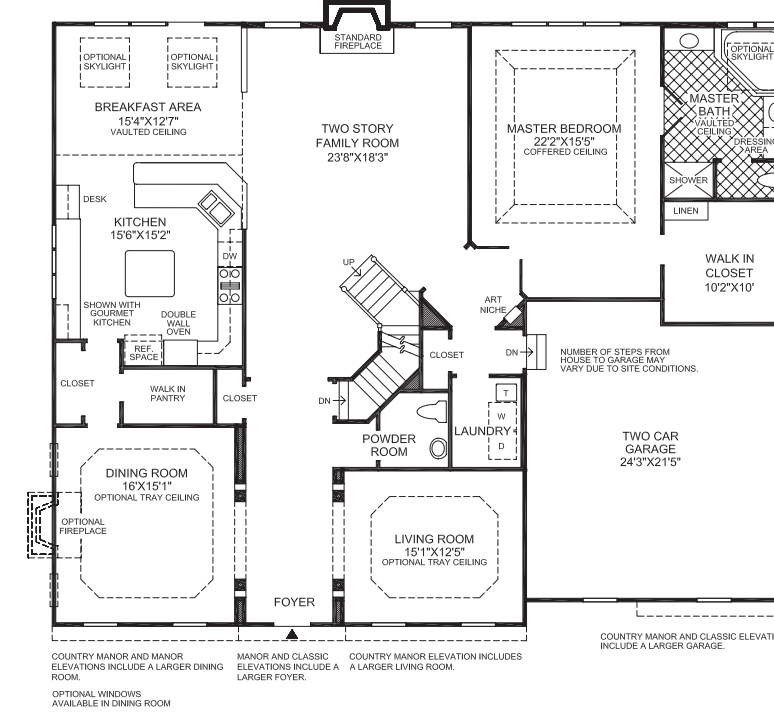 STANDARD
FIREPLACE
OPTIONAL
SKYLIGHT
OPTIONAL
SKYLIGHT
OPTIONAL
SKYLIGHT
BREAKFAST AREA
15'4"X12'7"
VAULTED CEILING
TWO STORY
FAMILY ROOM
23'8"X18'3"
MASTER BEDROOM
22'2"X15'5"
COFFERED CEILING
MASTER
BATH
VAULTED
CEILING
DRESSING
AREA
SHOWER
LINEN
DESK
KITCHEN
15'6"X15'2"
DW
UP
WALK IN
CLOSET
10'2"X10'
SHOWN WITH
GOURMET
KITCHEN
DOUBLE
WALL
OVEN
REF.
SPACE
ART
NICHE
CLOSET
DN
NUMBER OF STEPS FROM
HOUSE TO GARAGE MAY
VARY DUE TO SITE CONDITIONS.
CLOSET
WALK IN
PANTRY
CLOSET
DN
T
W
D
LAUNDRY
POWDER
ROOM
TWO CAR
GARAGE
24'3"X21'5"
DINING ROOM
16'X15'1"
OPTIONAL TRAY CEILING
OPTIONAL
FIREPLACE
LIVING ROOM
15'1"X12'5"
OPTIONAL TRAY CEILING
FOYER
COUNTRY MANOR AND MANOR
ELEVATIONS INCLUDE A LARGER DINING
ROOM.
OPTIONAL WINDOWS
AVAILABLE IN DINING ROOM
MANOR AND CLASSIC
ELEVATIONS INCLUDE A
LARGER FOYER.
COUNTRY MANOR ELEVATION INCLUDES
A LARGER LIVING ROOM.
COUNTRY MANOR AND CLASSIC ELEVATI
INCLUDE A LARGER GARAGE.